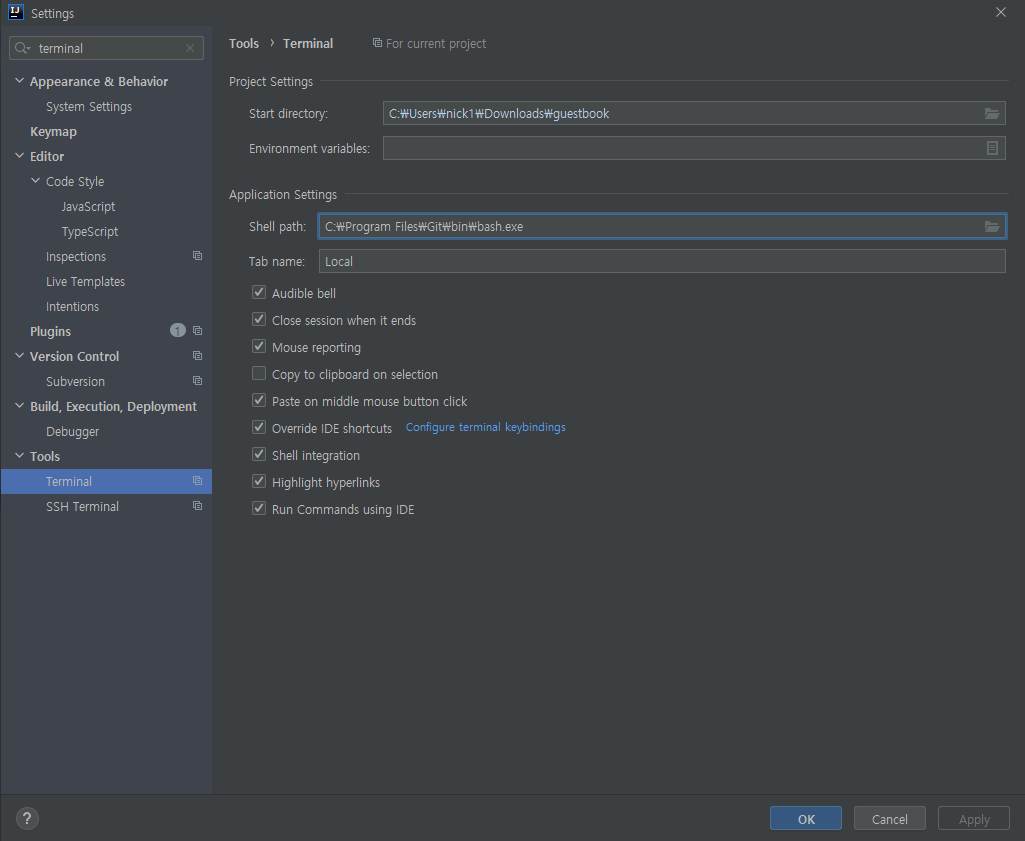 IJ Settings
terminal
Appearance & Behavior
System Settings
Keymap
Editor
Code Style
JavaScript
TypeScript
Inspections
Live Templates
Intentions
Plugins 1
Version Control
Subversion
Build, Execution, Deployment
Debugger
Tools
Terminal
SSH Terminal
Tools › Terminal For current project
Project Settings
Start directory: C:₩Users₩nick1₩Downloads₩guestbook
Environment variables:
Application Settings
Shell path: C:₩Program Files₩Git₩bin₩bash.exe
Tab name: Local
Audible bell
Close session when it ends
Mouse reporting
Copy to clipboard on selection
Paste on middle mouse button click
Override IDE shortcuts Configure terminal keybindings
Shell integration
Highlight hyperlinks
Run Commands using IDE
? OK Cancel Apply